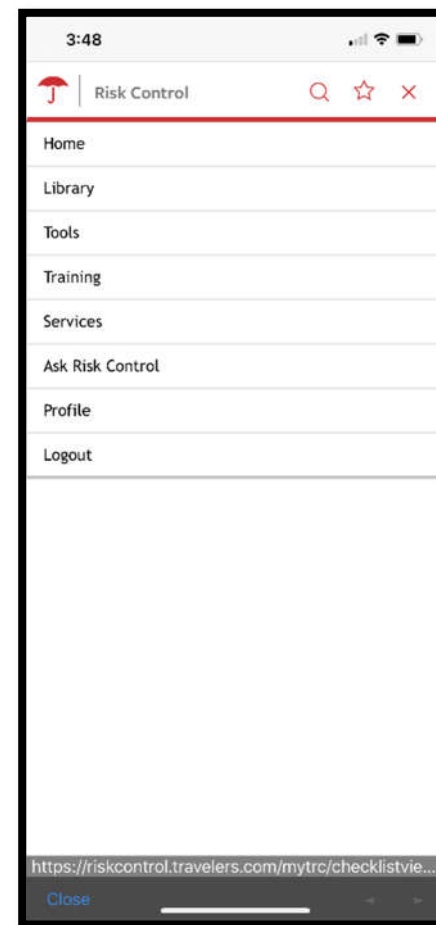 3:48
Risk Control
Home
Library
Tools
Training
Services
Ask Risk Control
Profile
Logout
https://riskcontrol.travelers.com/mytrc/checklistvie...
Close